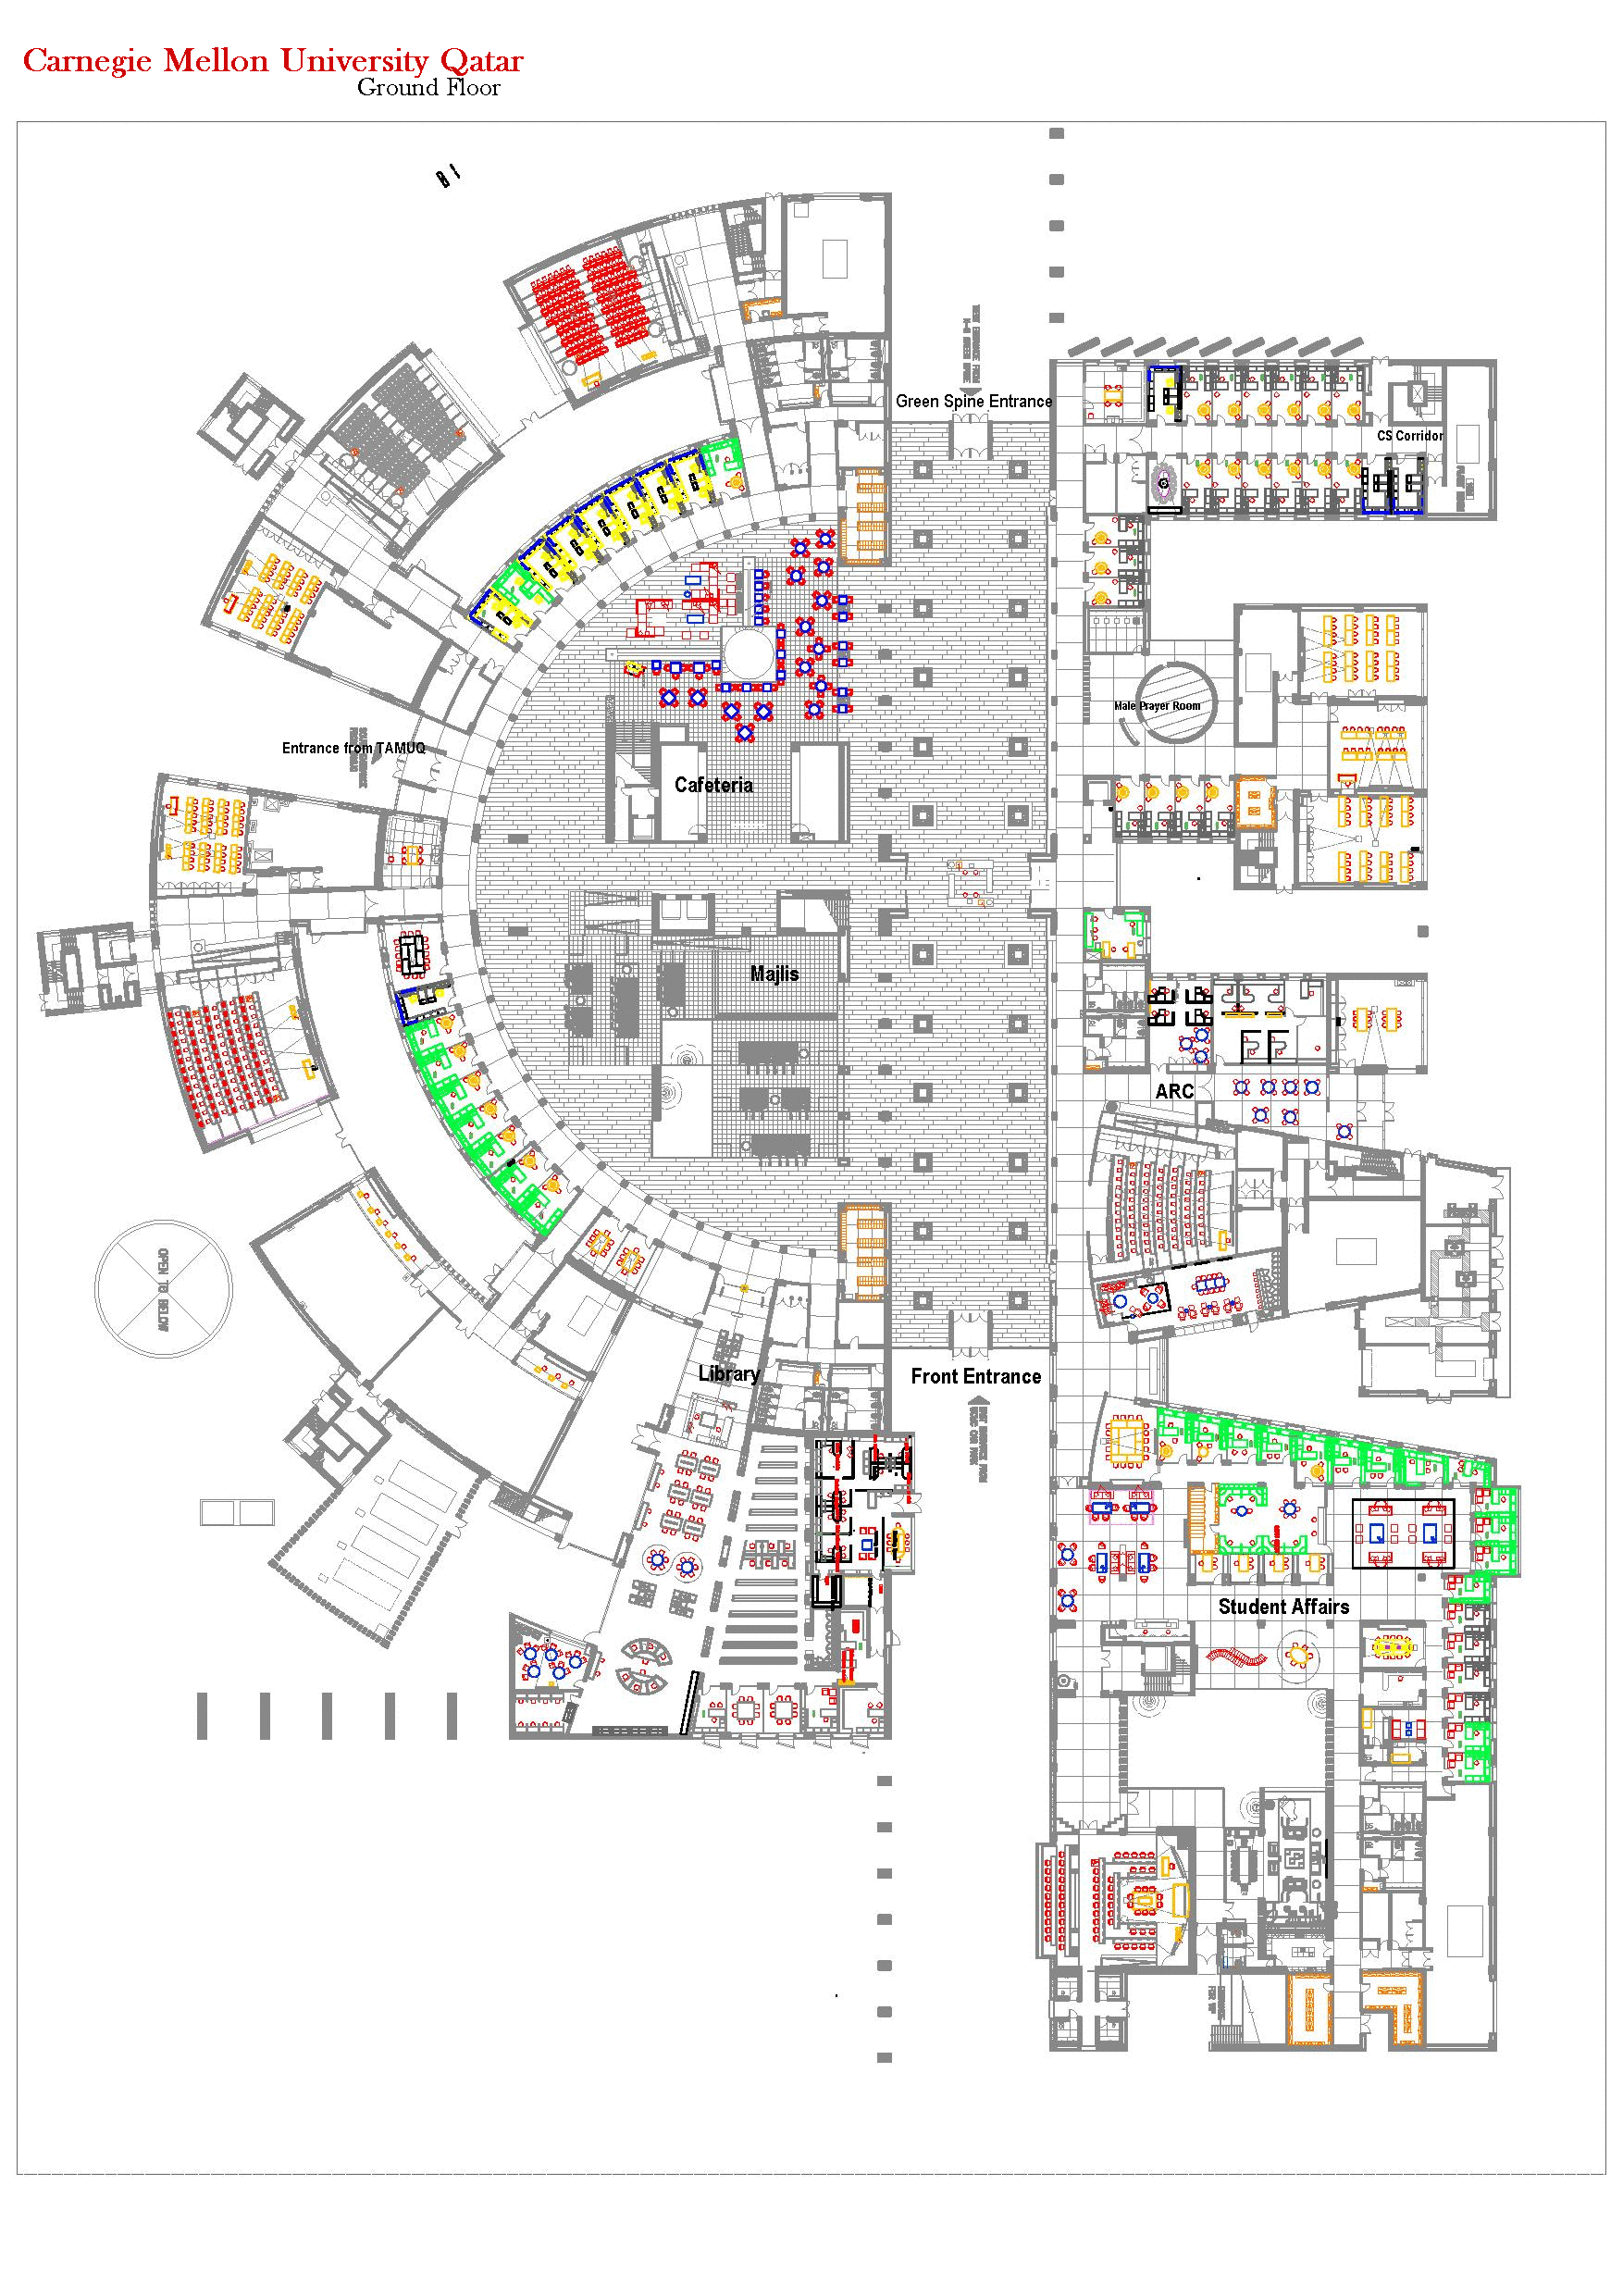 Carnegie Mellon University Qatar
Ground Floor
Green Spine Entrance
CS Corridor
Male Prayer Room
Entrance from TAMUQ
Cafeteria
Majlis
ARC
OPEN TO BELOW
Library
Front Entrance
Student Affairs